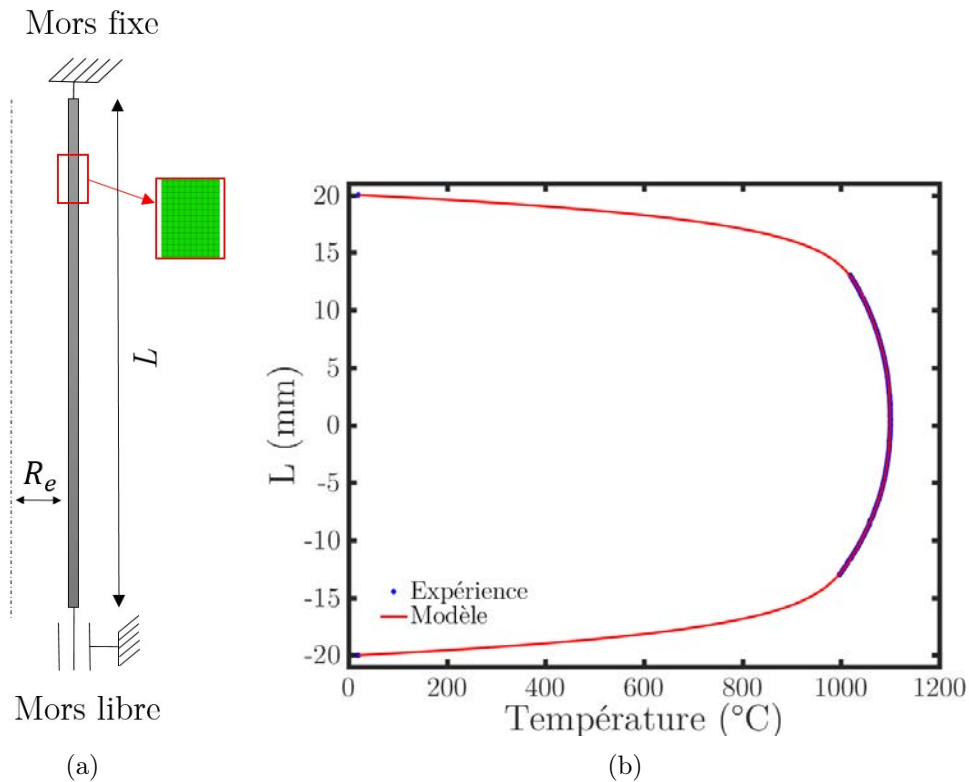 Mors fixe
L
R_e
Mors libre
(a)
20
15
10
5
0
-5
-10
-15
-20
L (mm)
Expérience
Modèle
0 200 400 600 800 1000 1200
Température (°C)
(b)